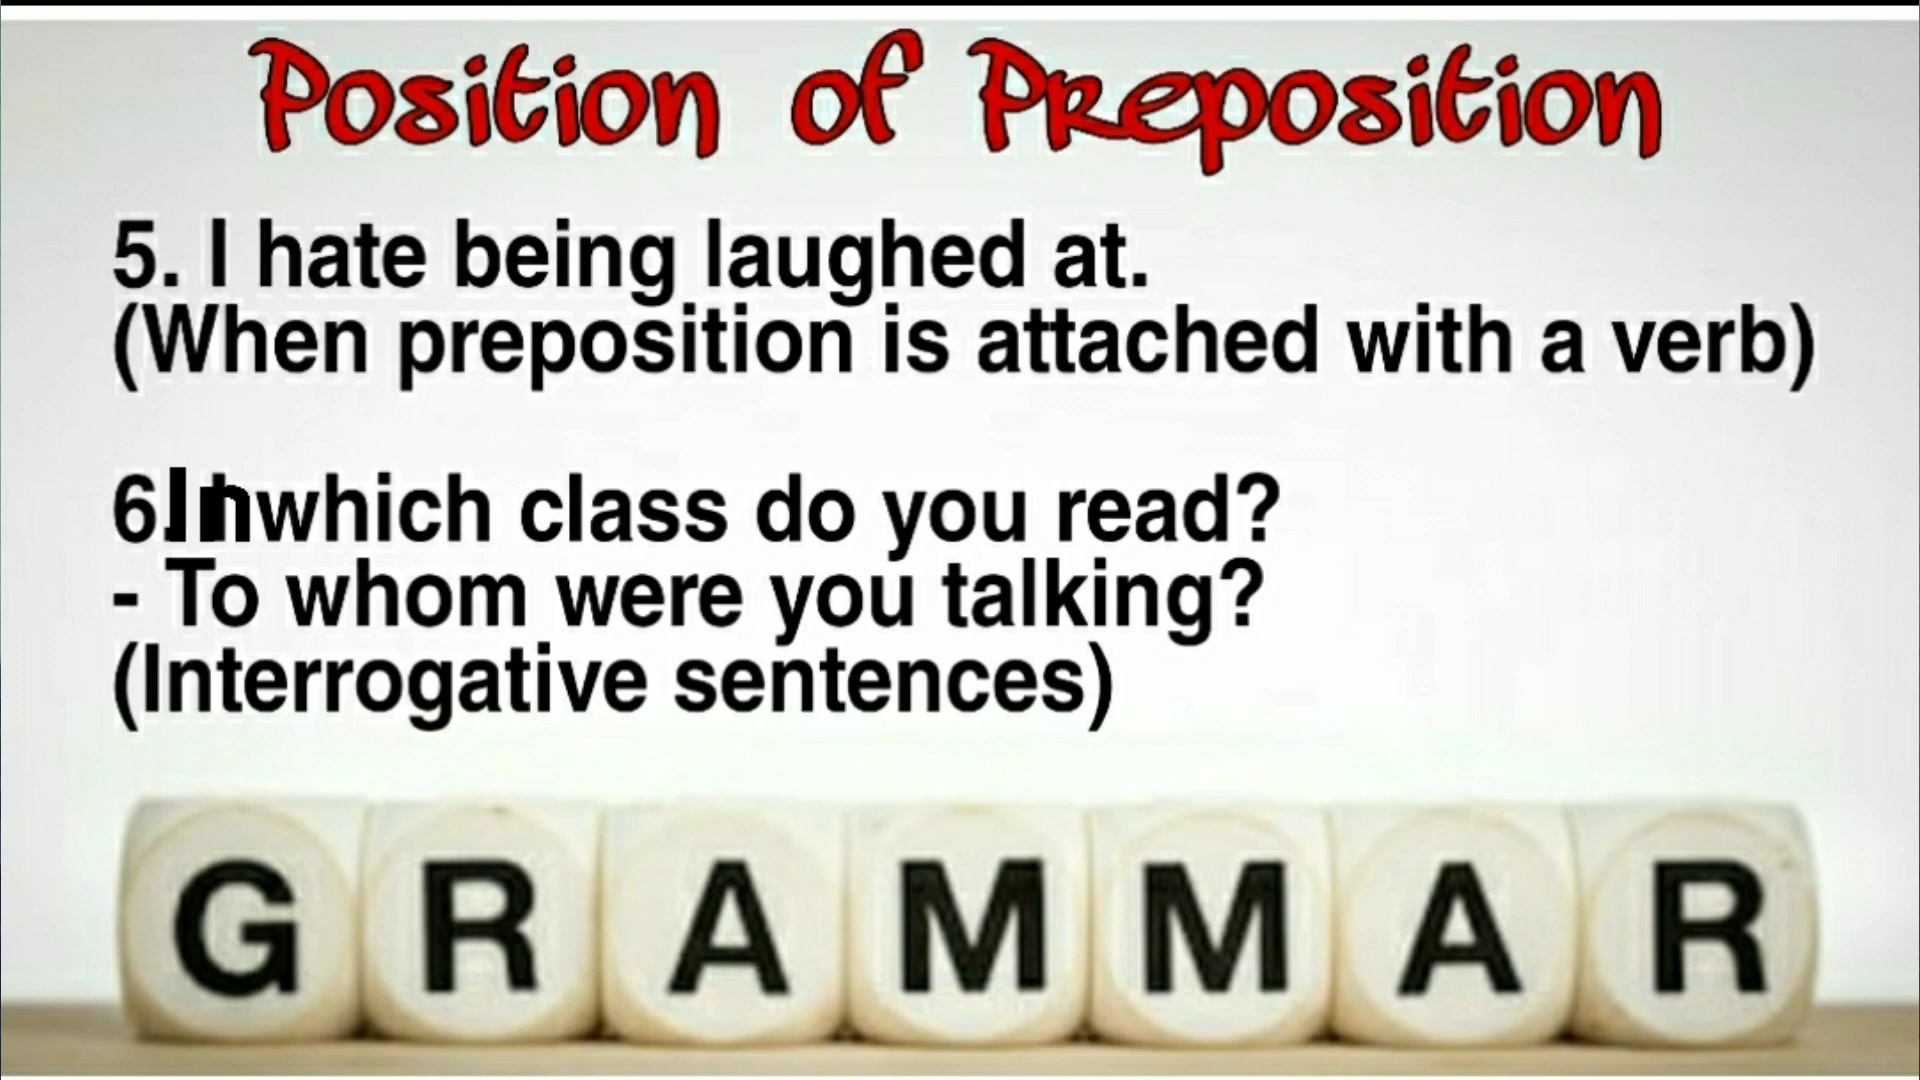 Position of Preposition
5. I hate being laughed at.
(When preposition is attached with a verb)
6.In which class do you read?
- To whom were you talking?
(Interrogative sentences)
GRAMMAR